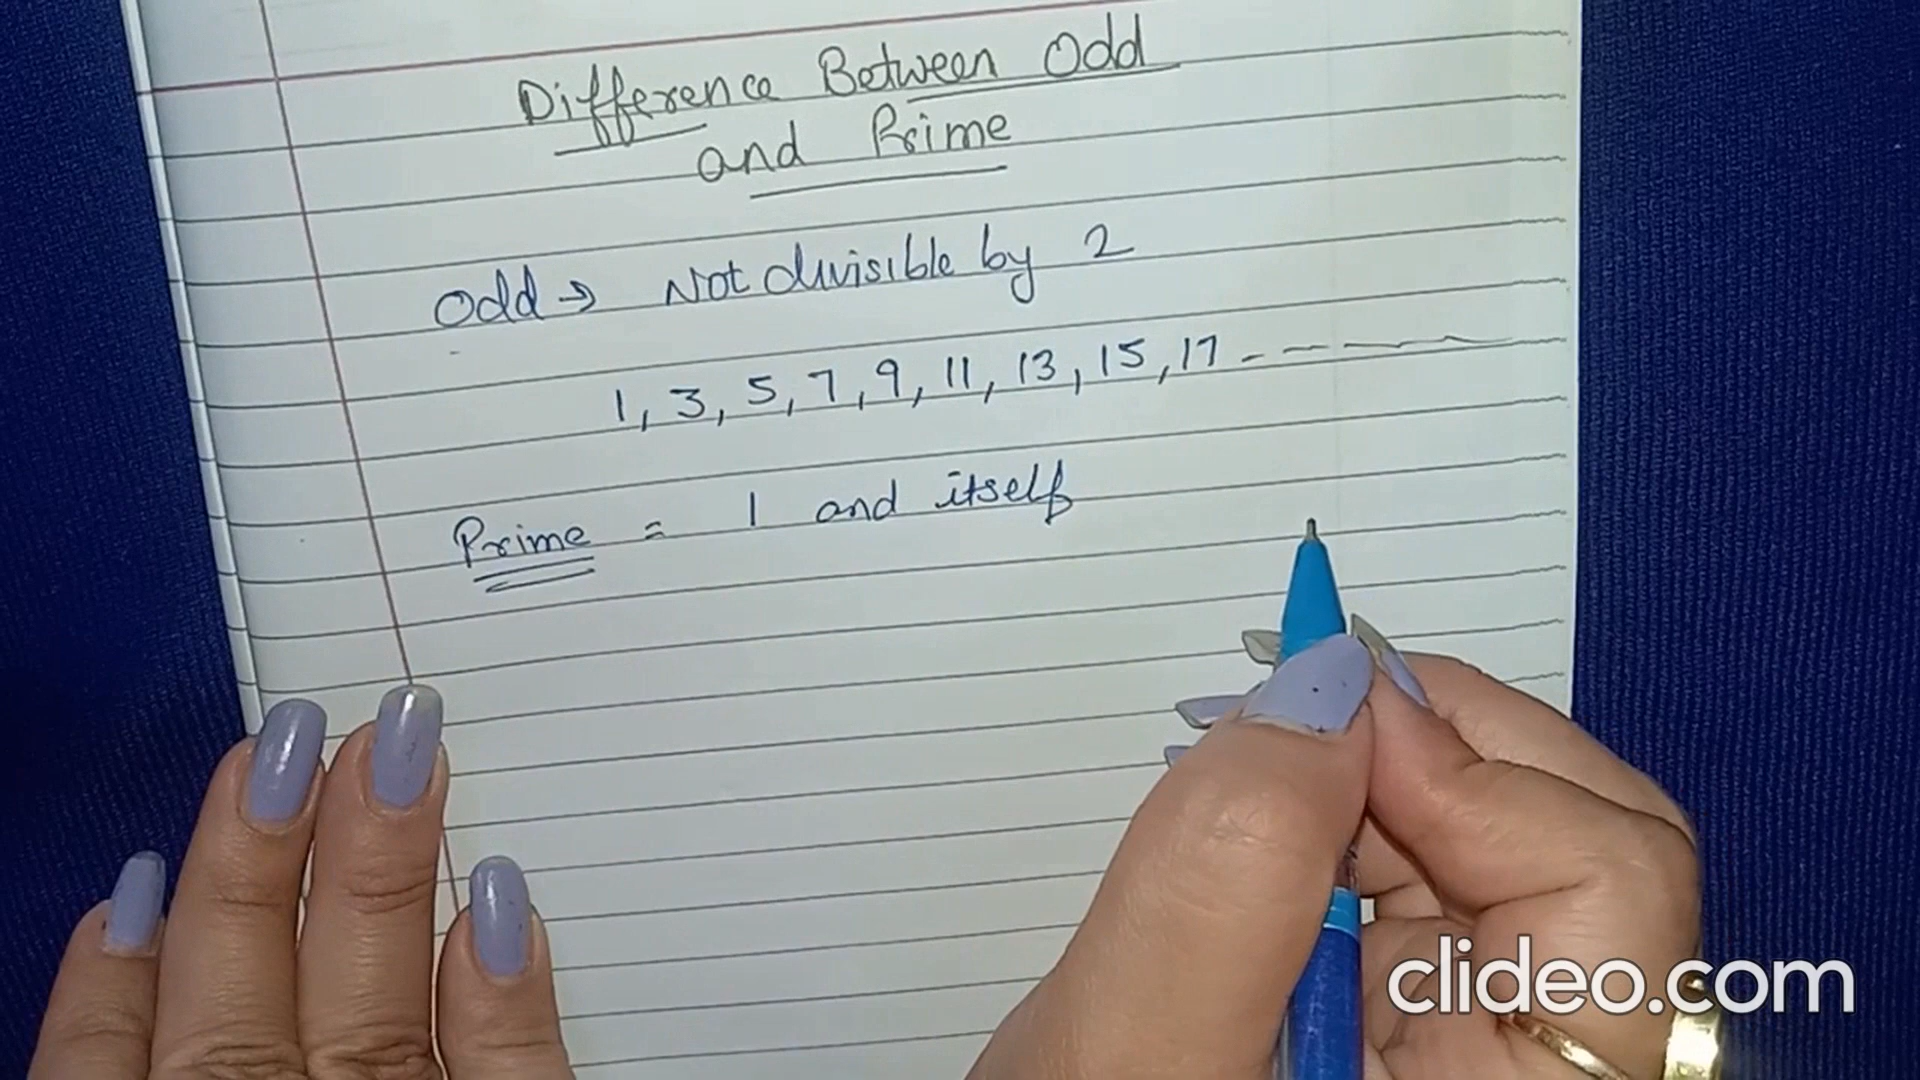 Difference Between Odd
and Prime
Odd → Not divisible by 2
1, 3, 5, 7, 9, 11, 13, 15, 17 - - - - -
Prime = 1 and itself
clideo.com